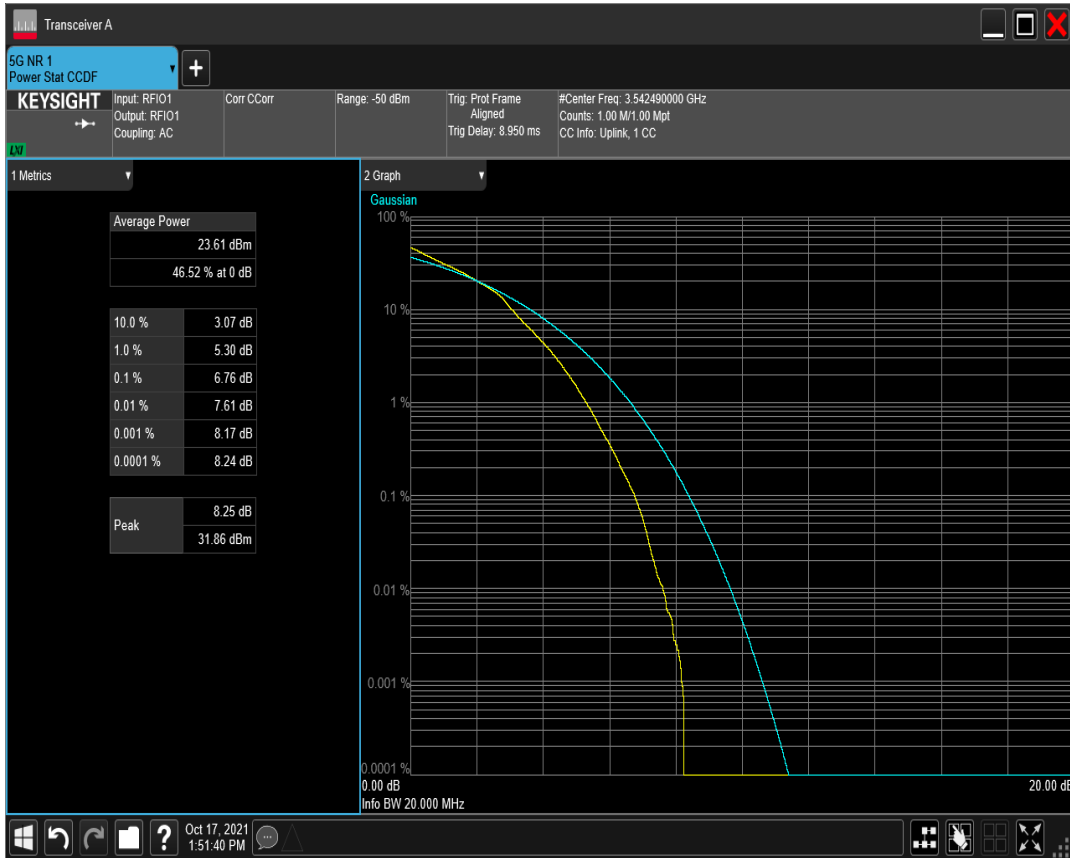 Transceiver A
5G NR 1
Power Stat CCDF
+
KEYSIGHT
LXI
Input: RFIO1
Output: RFIO1
Coupling: AC
Corr CCorr
Range: -50 dBm
Trig: Prot Frame
Aligned
Trig Delay: 8.950 ms
#Center Freq: 3.542490000 GHz
Counts: 1.00 M/1.00 Mpt
CC Info: Uplink, 1 CC
1 Metrics
Average Power
23.61 dBm
46.52 % at 0 dB
10.0 % 3.07 dB
1.0 % 5.30 dB
0.1 % 6.76 dB
0.01 % 7.61 dB
0.001 % 8.17 dB
0.0001 % 8.24 dB
Peak 8.25 dB
31.86 dBm
2 Graph
Gaussian
100 %
10 %
1 %
0.1 %
0.01 %
0.001 %
0.0001 %
0.00 dB 20.00 dB
Info BW 20.000 MHz
?
Oct 17, 2021
1:51:40 PM